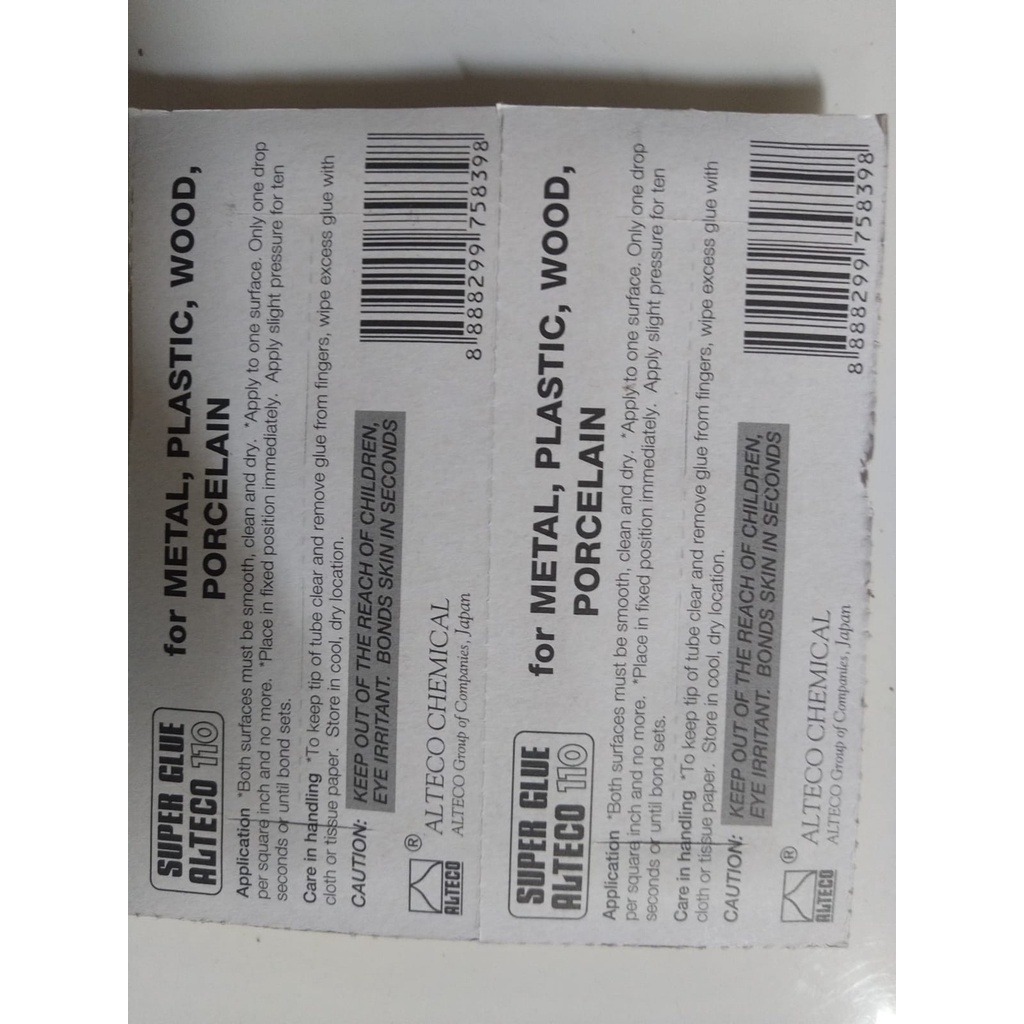 SUPER GLUE
ALTECO 110
for METAL, PLASTIC, WOOD,
PORCELAIN
Application *Both surfaces must be smooth, clean and dry. *Apply to one surface. Only one drop
per square inch and no more. *Place in fixed position immediately. Apply slight pressure for ten
seconds or until bond sets.
Care in handling *To keep tip of tube clear and remove glue from fingers, wipe excess glue with
cloth or tissue paper. Store in cool, dry location.
CAUTION: KEEP OUT OF THE REACH OF CHILDREN,
EYE IRRITANT. BONDS SKIN IN SECONDS
ALTECO ®
ALTECO CHEMICAL
ALTECO Group of Companies, Japan
8 888299 758398
SUPER GLUE
ALTECO 110
for METAL, PLASTIC, WOOD,
PORCELAIN
Application *Both surfaces must be smooth, clean and dry. *Apply to one surface. Only one drop
per square inch and no more. *Place in fixed position immediately. Apply slight pressure for ten
seconds or until bond sets.
Care in handling *To keep tip of tube clear and remove glue from fingers, wipe excess glue with
cloth or tissue paper. Store in cool, dry location.
CAUTION: KEEP OUT OF THE REACH OF CHILDREN,
EYE IRRITANT. BONDS SKIN IN SECONDS
ALTECO ®
ALTECO CHEMICAL
ALTECO Group of Companies, Japan
8 888299 758398